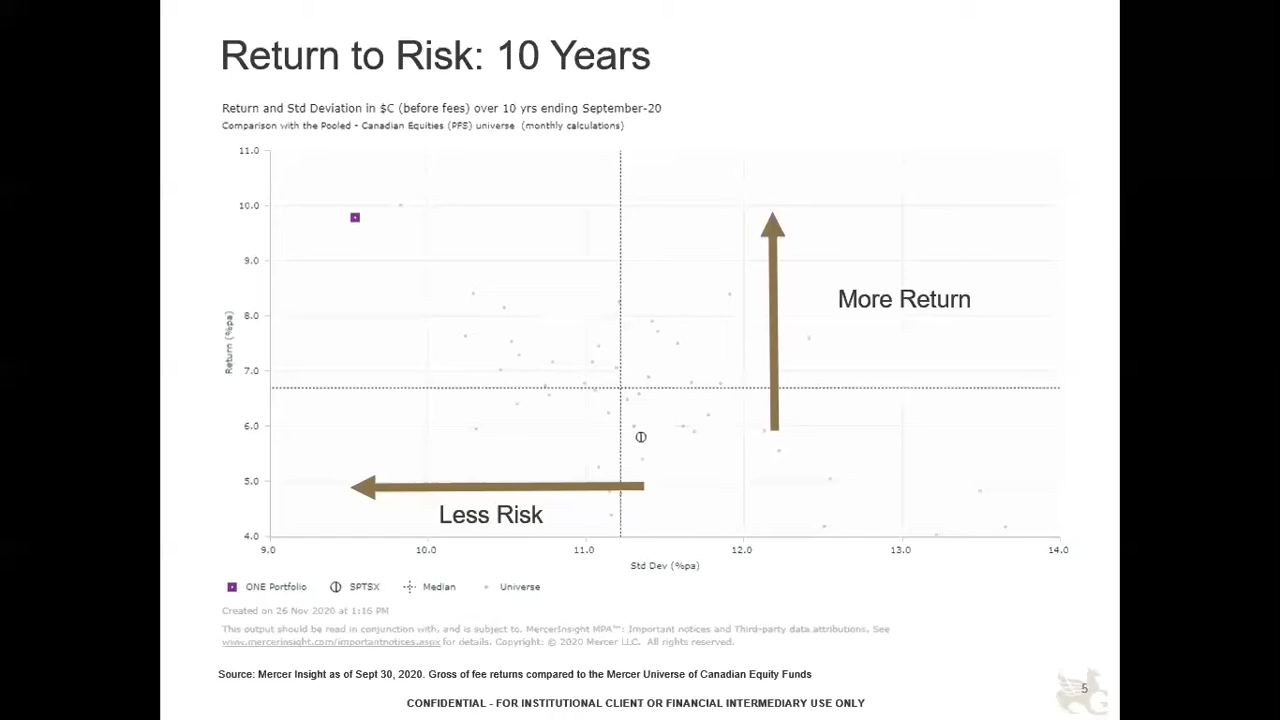 Return to Risk: 10 Years
Return and Std Deviation in $C (before fees) over 10 yrs ending September-20
Comparison with the Pooled - Canadian Equities (PFS) universe (monthly calculations)
11.0
10.0
9.0
8.0
7.0
6.0
5.0
4.0
Return (%pa)
More Return
Less Risk
9.0 10.0 11.0 12.0 13.0 14.0
Std Dev (%pa)
ONE Portfolio SPTSX Median Universe
Created on 26 Nov 2020 at 1:16 PM
This output should be read in conjunction with, and is subject to, MercerInsight MPA™: Important notices and Third-party data attributions. See
www.mercerinsight.com/importantnotices.aspx for details. Copyright: © 2020 Mercer LLC. All rights reserved.
Source: Mercer Insight as of Sept 30, 2020. Gross of fee returns compared to the Mercer Universe of Canadian Equity Funds
5
CONFIDENTIAL - FOR INSTITUTIONAL CLIENT OR FINANCIAL INTERMEDIARY USE ONLY